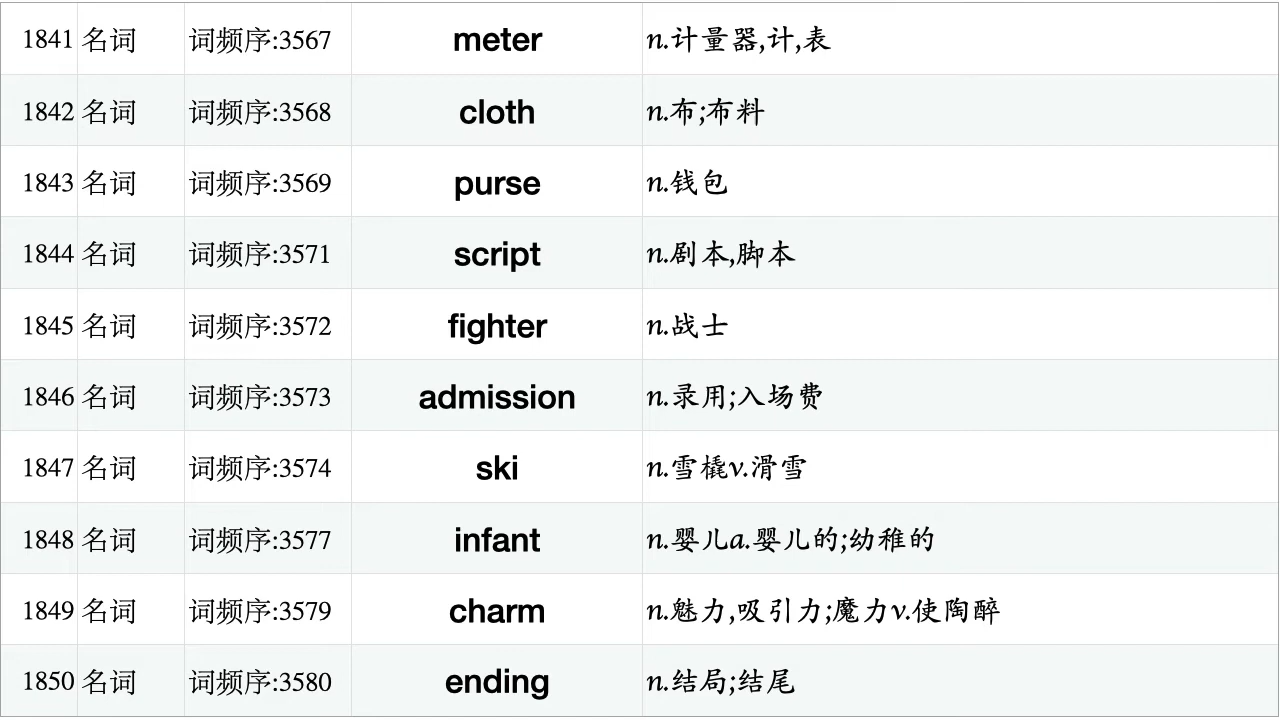 1841 名词 词频序:3567 meter n.计量器,计,表
1842 名词 词频序:3568 cloth n.布;布料
1843 名词 词频序:3569 purse n.钱包
1844 名词 词频序:3571 script n.剧本,脚本
1845 名词 词频序:3572 fighter n.战士
1846 名词 词频序:3573 admission n.录用;入场费
1847 名词 词频序:3574 ski n.雪橇v.滑雪
1848 名词 词频序:3577 infant n.婴儿a.婴儿的;幼稚的
1849 名词 词频序:3579 charm n.魅力,吸引力;魔力v.使陶醉
1850 名词 词频序:3580 ending n.结局;结尾